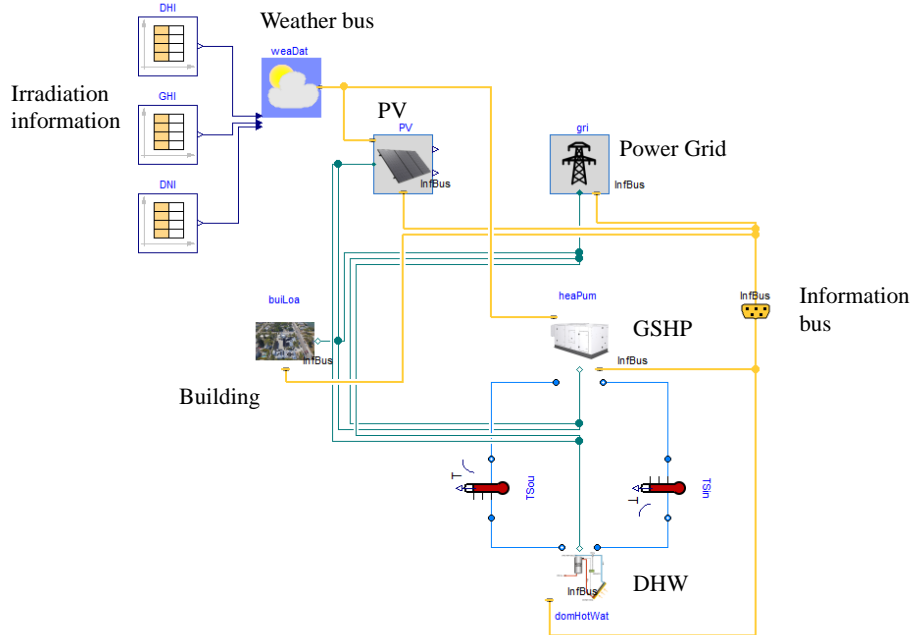 DHI
Weather bus
weaDat
Irradiation
information
GHI
PV
PV
gri
Power Grid
InfBus
InfBus
DNI
buiLoa
heaPum
InfBus
Information
bus
GSHP
InfBus
InfBus
Building
T
TSou
T
TSin
DHW
InfBus
domHotWat